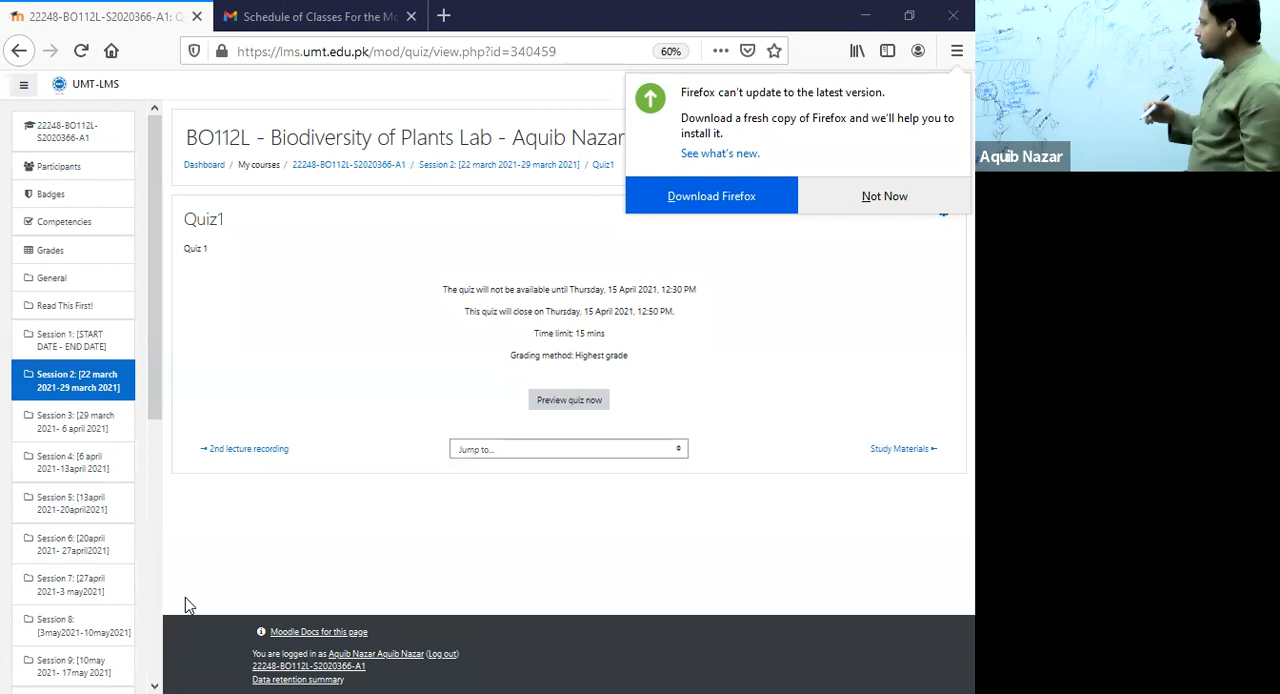 22248-BO112L-S2020366-A1: Q
Schedule of Classes For the Mo
https://lms.umt.edu.pk/mod/quiz/view.php?id=340459
60%
UMT-LMS
Firefox can't update to the latest version.
Download a fresh copy of Firefox and we'll help you to
install it.
See what's new.
Download Firefox
Not Now
22248-BO112L-
S2020366-A1
Participants
Badges
Competencies
Grades
General
Read This First!
Session 1: [START
DATE - END DATE]
Session 2: [22 march
2021-29 march 2021]
Session 3: [29 march
2021- 6 april 2021]
Session 4: [6 april
2021-13april 2021]
Session 5: [13april
2021-20april2021]
Session 6: [20april
2021- 27april2021]
Session 7: [27april
2021-3 may2021]
Session 8:
[3may2021-10may2021]
Session 9: [10may
2021- 17may 2021]
BO112L - Biodiversity of Plants Lab - Aquib Nazar
Dashboard / My courses / 22248-BO112L-S2020366-A1 / Session 2: [22 march 2021-29 march 2021] / Quiz1
Quiz1
Quiz 1
The quiz will not be available until Thursday, 15 April 2021, 12:30 PM
This quiz will close on Thursday, 15 April 2021, 12:50 PM.
Time limit: 15 mins
Grading method: Highest grade
Preview quiz now
2nd lecture recording
Jump to...
Study Materials
Moodle Docs for this page
You are logged in as Aquib Nazar Aquib Nazar (Log out)
22248-BO112L-S2020366-A1
Data retention summary
Aquib Nazar